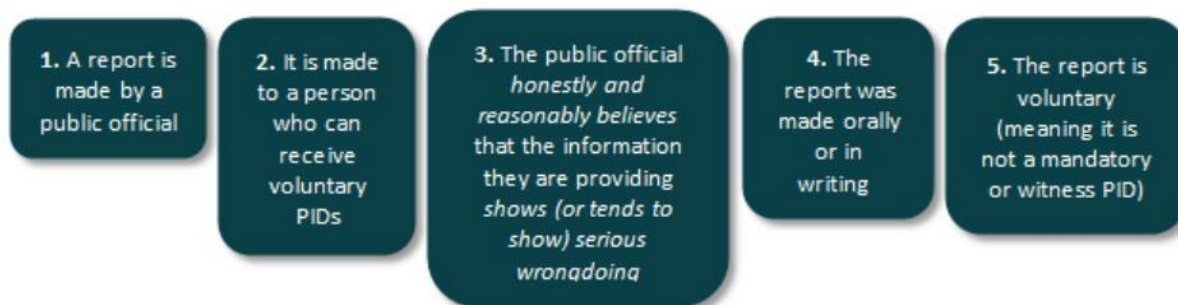 1. A report is
made by a
public official
2. It is made
to a person
who can
receive
voluntary
PIDs
3. The public official
honestly and
reasonably believes
that the information
they are providing
shows (or tends to
show) serious
wrongdoing
4. The
report was
made orally
or in
writing
5. The report is
voluntary
(meaning it is
not a mandatory
or witness PID)